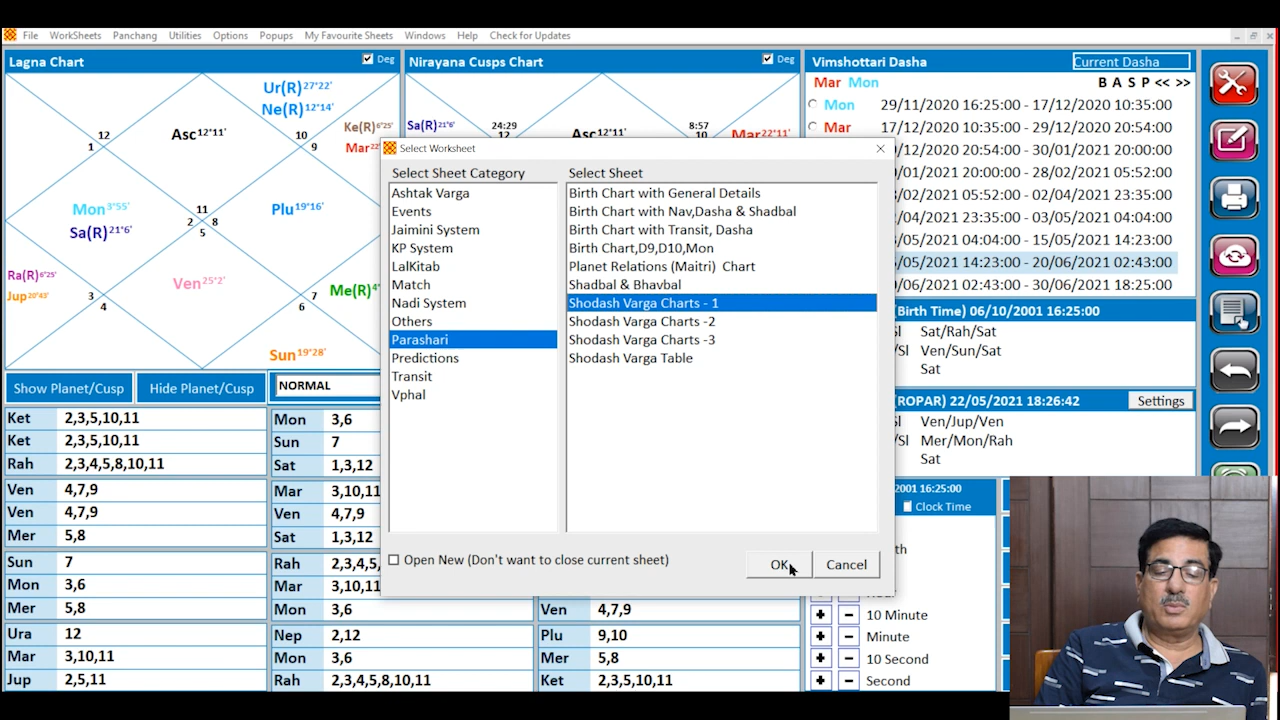 File WorkSheets Panchang Utilities Options Popups My Favourite Sheets Windows Help Check for Updates
Lagna Chart Deg
Ur(R) 27°22'
Ne(R) 12°14'
Ke(R) 6°25'
Asc 12°11'
12
1
10
9
Mon 3°55'
Sa(R) 21°6'
11
2 8
5
Plu 19°16'
Ra(R) 6°25'
Jup 20°43'
3
4
Ven 25°2'
7
6
Sun 19°28'
Nirayana Cusps Chart Deg
Sa(R) 21°6'
24:29
12
Asc 12°11'
8:57
10
Mar 22°11'
Vimshottari Dasha Current Dasha
Mar Mon
B A S P << >>
Mon 29/11/2020 16:25:00 - 17/12/2020 10:35:00
Mar 17/12/2020 10:35:00 - 29/12/2020 20:54:00
12/2020 20:54:00 - 30/01/2021 20:00:00
/01/2021 20:00:00 - 28/02/2021 05:52:00
/02/2021 05:52:00 - 02/04/2021 23:35:00
/04/2021 23:35:00 - 03/05/2021 04:04:00
/05/2021 04:04:00 - 15/05/2021 14:23:00
/05/2021 14:23:00 - 20/06/2021 02:43:00
/06/2021 02:43:00 - 30/06/2021 18:25:00
(Birth Time) 06/10/2001 16:25:00
Sat/Rah/Sat
Ven/Sun/Sat
Sat
(ROPAR) 22/05/2021 18:26:42 Settings
Ven/Jup/Ven
Mer/Mon/Rah
Sat
2001 16:25:00
Clock Time
10 Minute
Minute
10 Second
Second
Select Worksheet
Select Sheet Category
Ashtak Varga
Events
Jaimini System
KP System
LalKitab
Match
Nadi System
Others
Parashari
Predictions
Transit
Vphal
Select Sheet
Birth Chart with General Details
Birth Chart with Nav,Dasha & Shadbal
Birth Chart with Transit, Dasha
Birth Chart,D9,D10,Mon
Planet Relations (Maitri) Chart
Shadbal & Bhavbal
Shodash Varga Charts - 1
Shodash Varga Charts -2
Shodash Varga Charts -3
Shodash Varga Table
Open New (Don't want to close current sheet)
OK Cancel
Show Planet/Cusp Hide Planet/Cusp NORMAL
Ket 2,3,5,10,11
Ket 2,3,5,10,11
Rah 2,3,4,5,8,10,11
Ven 4,7,9
Ven 4,7,9
Mer 5,8
Sun 7
Mon 3,6
Mer 5,8
Ura 12
Mar 3,10,11
Jup 2,5,11
Mon 3,6
Sun 7
Sat 1,3,12
Mar 3,10,11
Ven 4,7,9
Sat 1,3,12
Rah 2,3,4,5
Mar 3,10,11
Mon 3,6
Nep 2,12
Mon 3,6
Rah 2,3,4,5,8,10,11
Ven 4,7,9
Plu 9,10
Mer 5,8
Ket 2,3,5,10,11